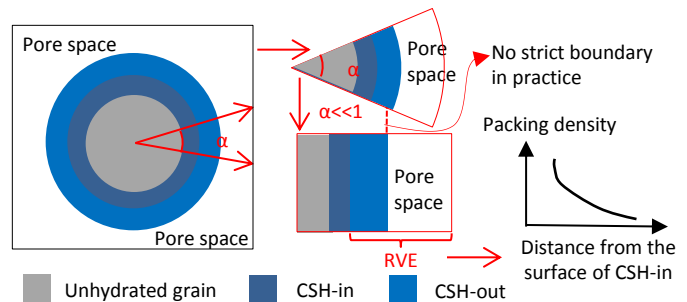 Pore space
α
Pore space
α
Pore
space
No strict boundary
in practice
α<<1
Pore
space
RVE
Packing density
Distance from the
surface of CSH-in
Unhydrated grain
CSH-in
CSH-out